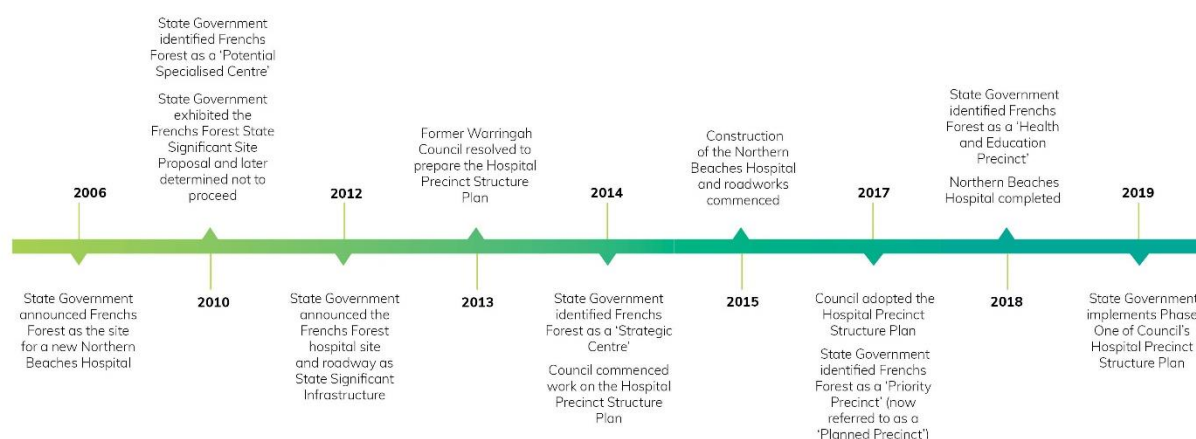 State Government
identified Frenchs
Forest as a ‘Potential
Specialised Centre’
State Government
exhibited the
Frenchs Forest State
Significant Site
Proposal and later
determined not to
proceed
Former Warringah
Council resolved to
prepare the Hospital
Precinct Structure
Plan
Construction
of the Northern
Beaches Hospital
and roadworks
commenced
State Government
identified Frenchs
Forest as a ‘Health
and Education
Precinct’
Northern Beaches
Hospital completed
2006
2012
2014
2017
2019
2010
2013
2015
2018
State Government
announced Frenchs
Forest as the site
for a new Northern
Beaches Hospital
State Government
announced the
Frenchs Forest
hospital site
and roadway as
State Significant
Infrastructure
State Government
identified Frenchs
Forest as a ‘Strategic
Centre’
Council commenced
work on the Hospital
Precinct Structure
Plan
Council adopted the
Hospital Precinct
Structure Plan
State Government
identified Frenchs
Forest as a ‘Priority
Precinct’ (now
referred to as a
‘Planned Precinct’)
State Government
implements Phase
One of Council’s
Hospital Precinct
Structure Plan